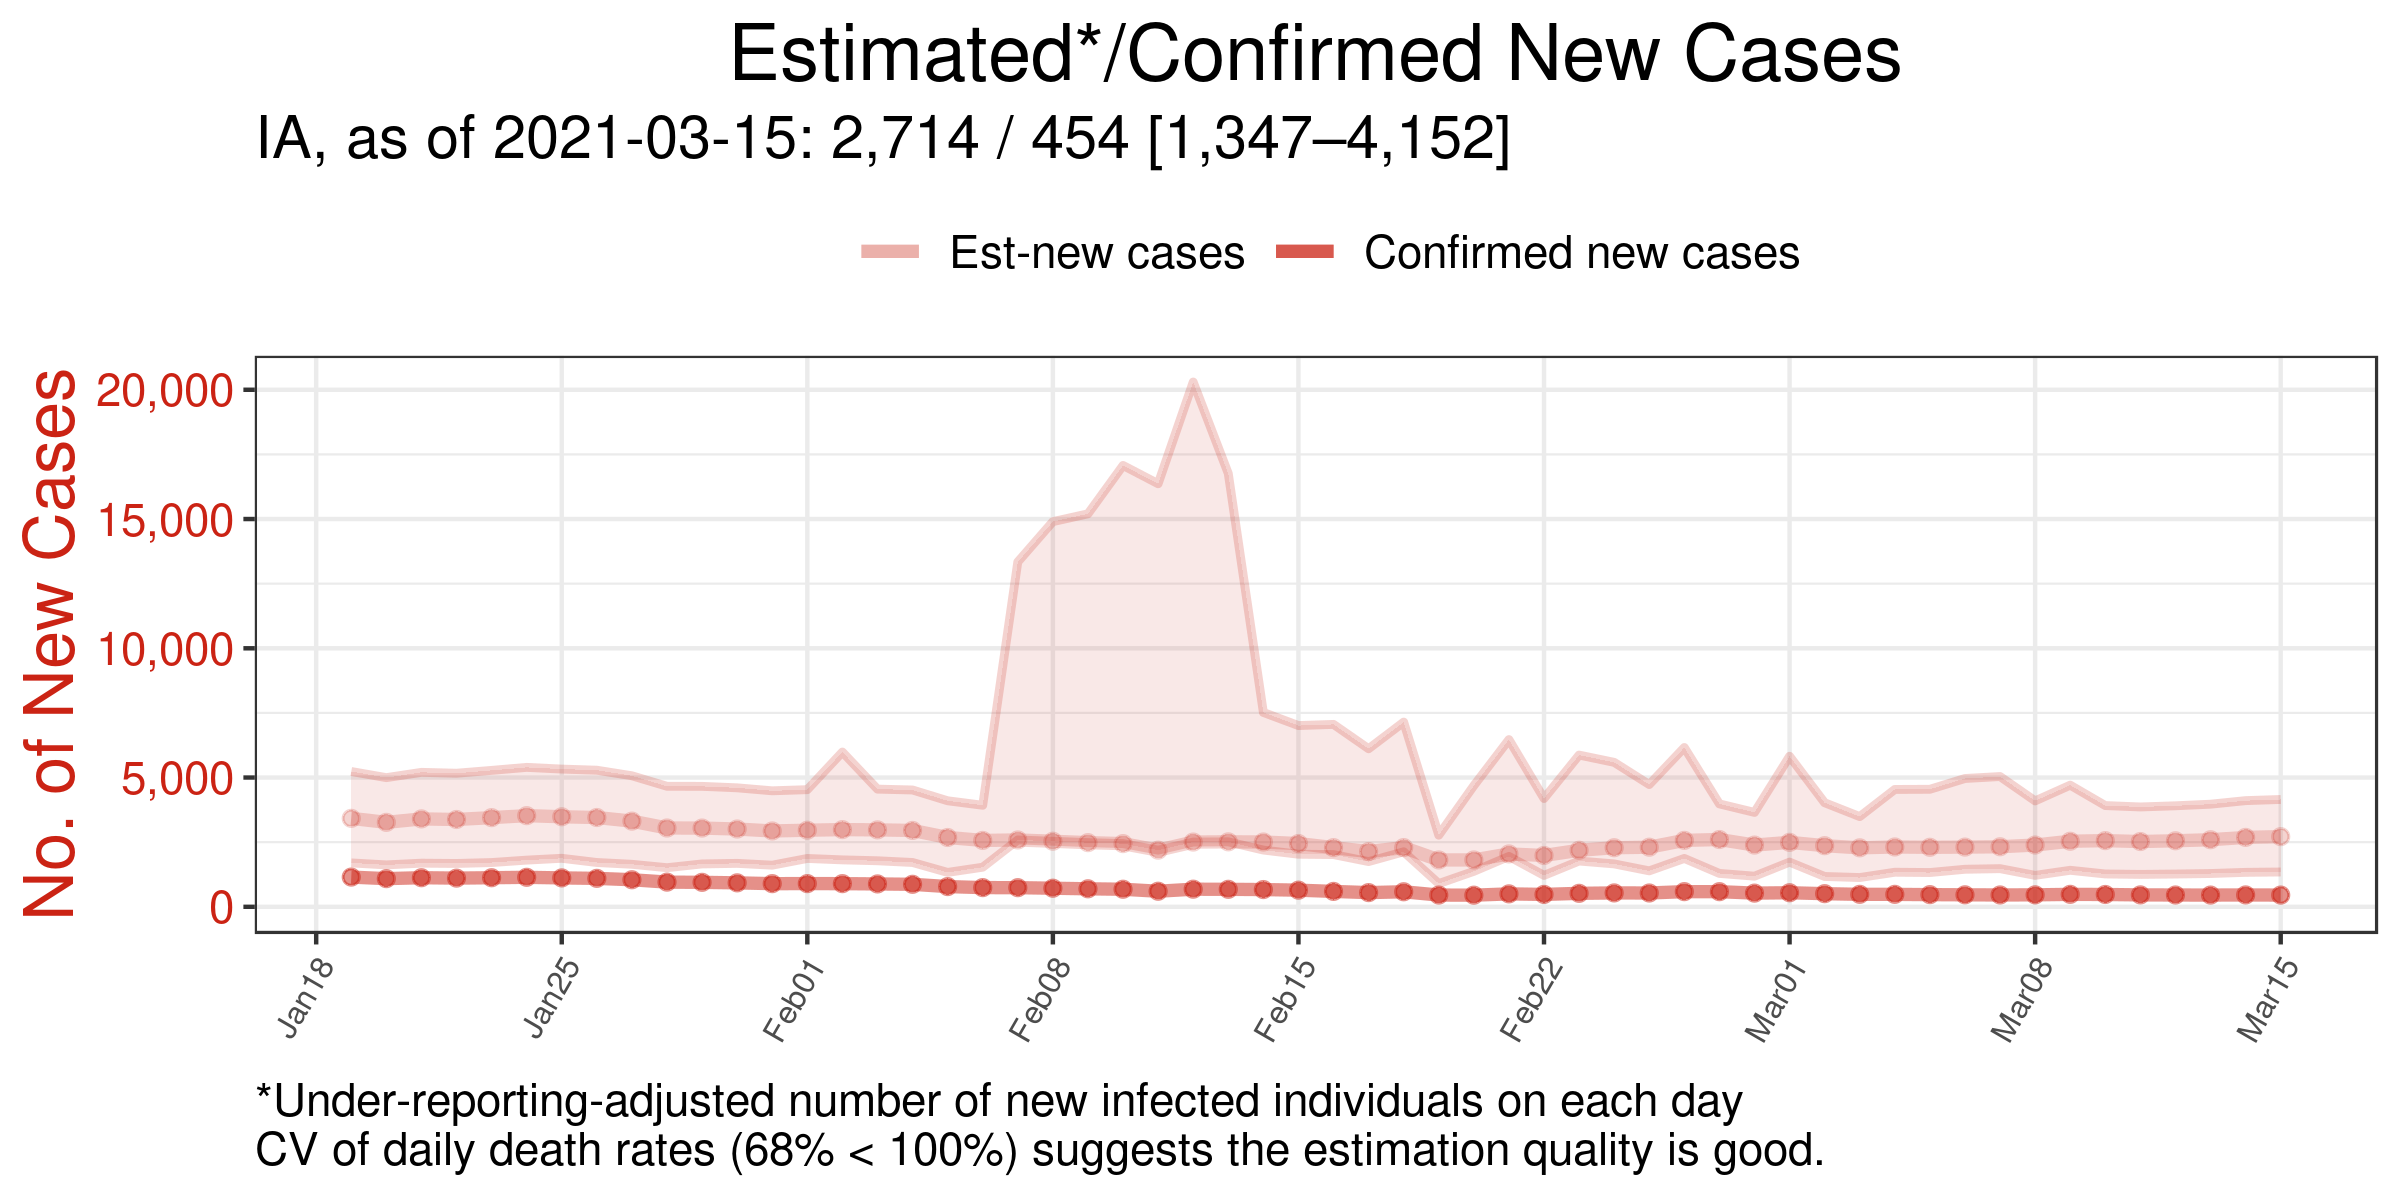 Estimated*/Confirmed New Cases
IA, as of 2021-03-15: 2,714 / 454 [1,347–4,152]
Est-new cases
Confirmed new cases
No. of New Cases
20,000
15,000
10,000
5,000
0
Jan18
Jan25
Feb01
Feb08
Feb15
Feb22
Mar01
Mar08
Mar15
*Under-reporting-adjusted number of new infected individuals on each day
CV of daily death rates (68% < 100%) suggests the estimation quality is good.